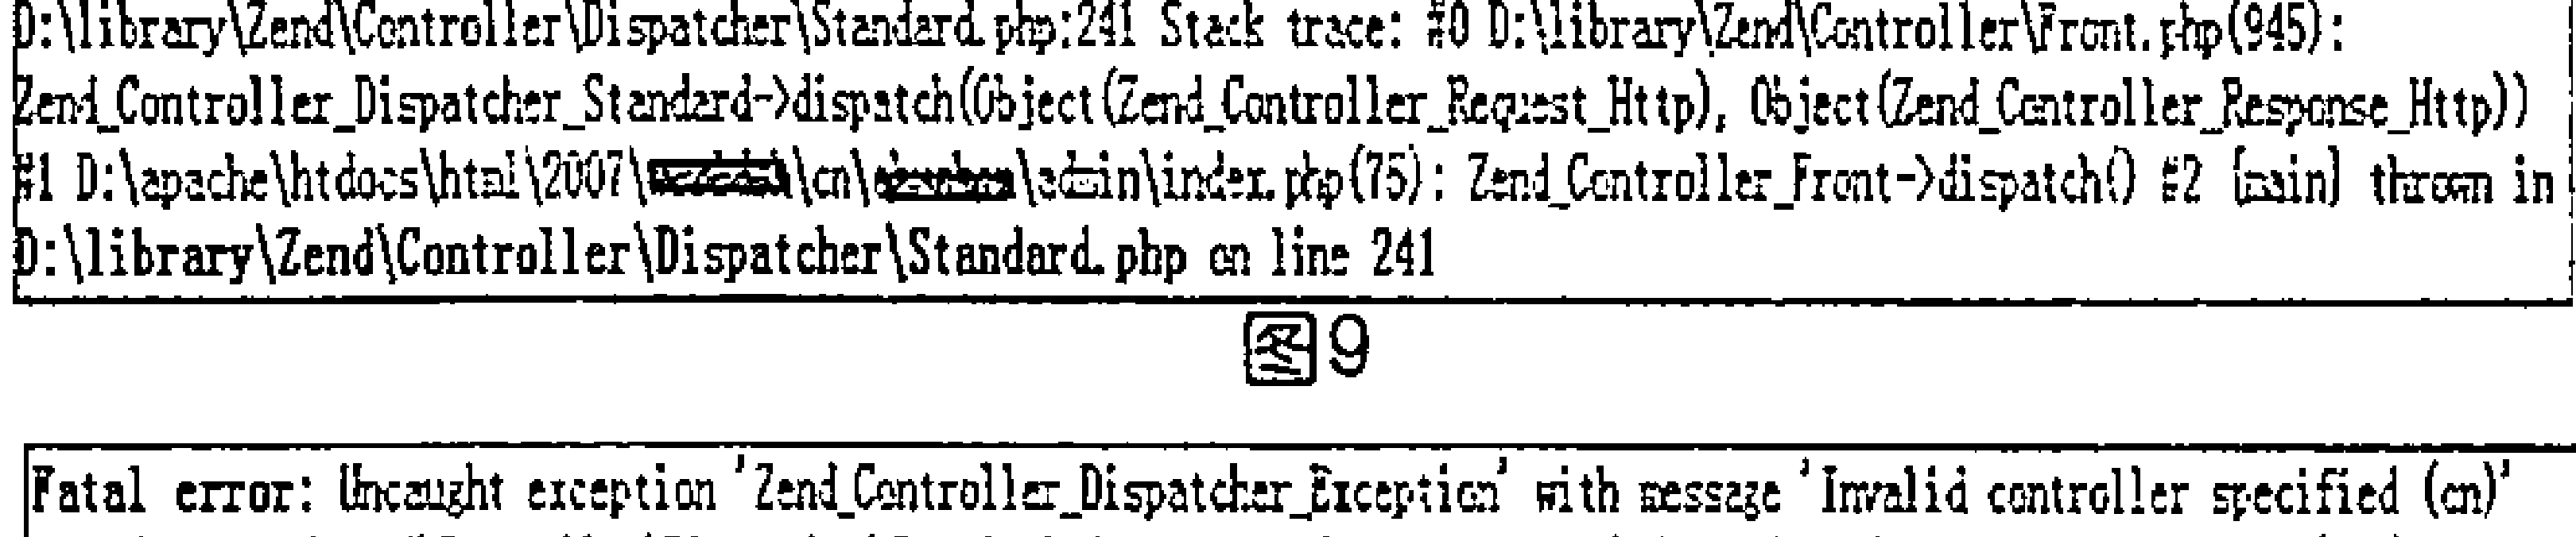 D:\library\Zend\Controller\Dispatcher\Standard.php:241 Stack trace: #0 D:\library\Zend\Controller\Front.php(945):
Zend_Controller_Dispatcher_Standard->dispatch(Object(Zend_Controller_Request_Http), Object(Zend_Controller_Response_Http))
#1 D:\apache\htdocs\html\2007\ \cn\ \admin\index.php(75): Zend_Controller_Front->dispatch() #2 {main} thrown in
D:\library\Zend\Controller\Dispatcher\Standard.php on line 241
图9
Fatal error: Uncaught exception 'Zend_Controller_Dispatcher_Exception' with message 'Invalid controller specified (cn)'